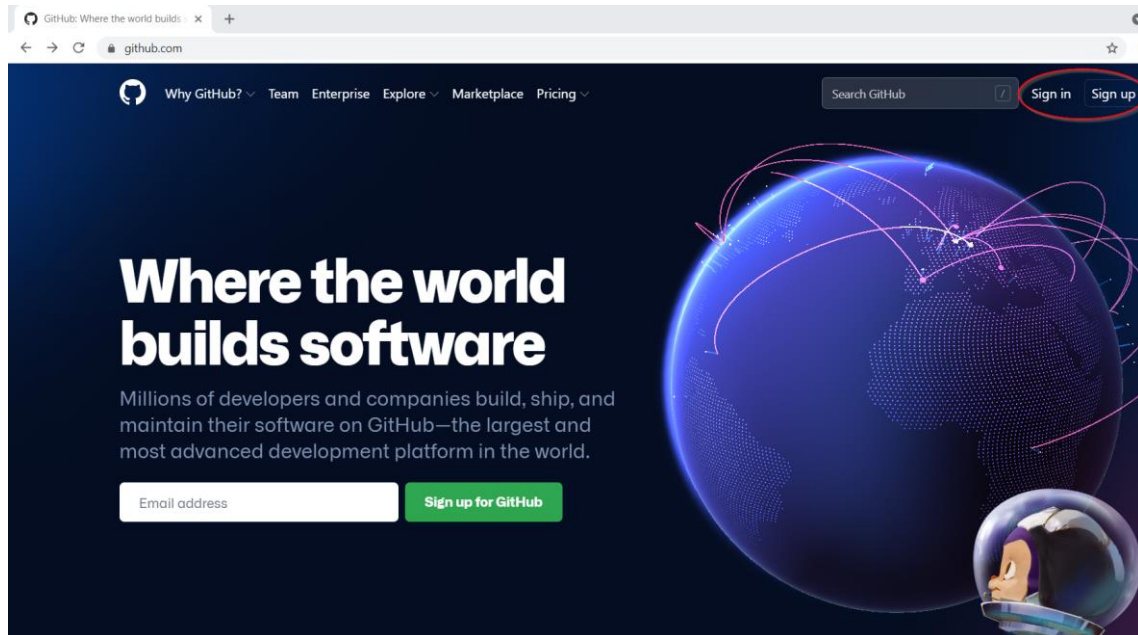 GitHub: Where the world builds s
github.com
Why GitHub? Team Enterprise Explore Marketplace Pricing
Search GitHub / Sign in Sign up
Where the world
builds software
Millions of developers and companies build, ship, and
maintain their software on GitHub—the largest and
most advanced development platform in the world.
Email address Sign up for GitHub